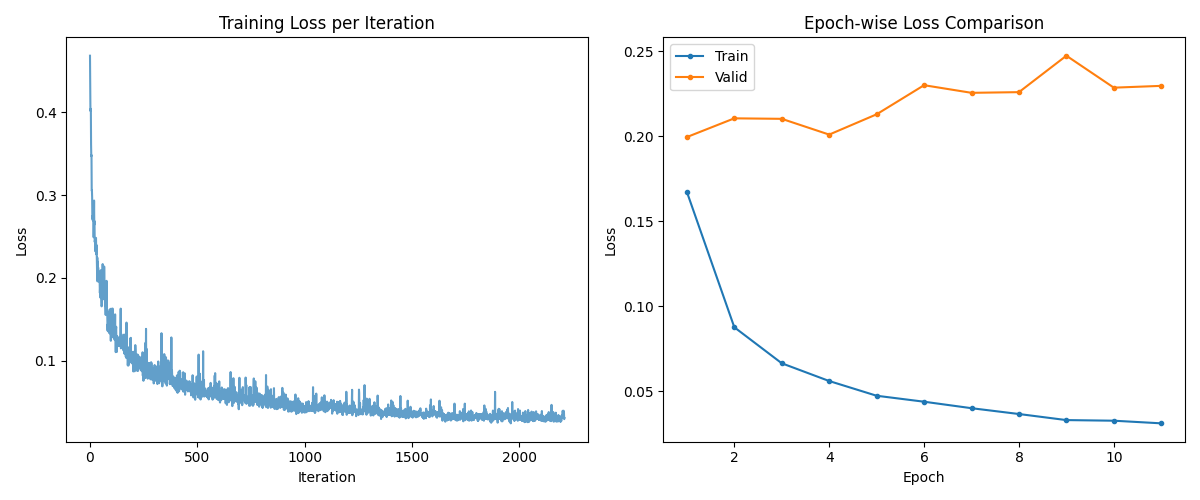 Training Loss per Iteration
Loss
0.4
0.3
0.2
0.1
0
500
1000
1500
2000
Iteration
Epoch-wise Loss Comparison
Train
Valid
Loss
0.25
0.20
0.15
0.10
0.05
2
4
6
8
10
Epoch